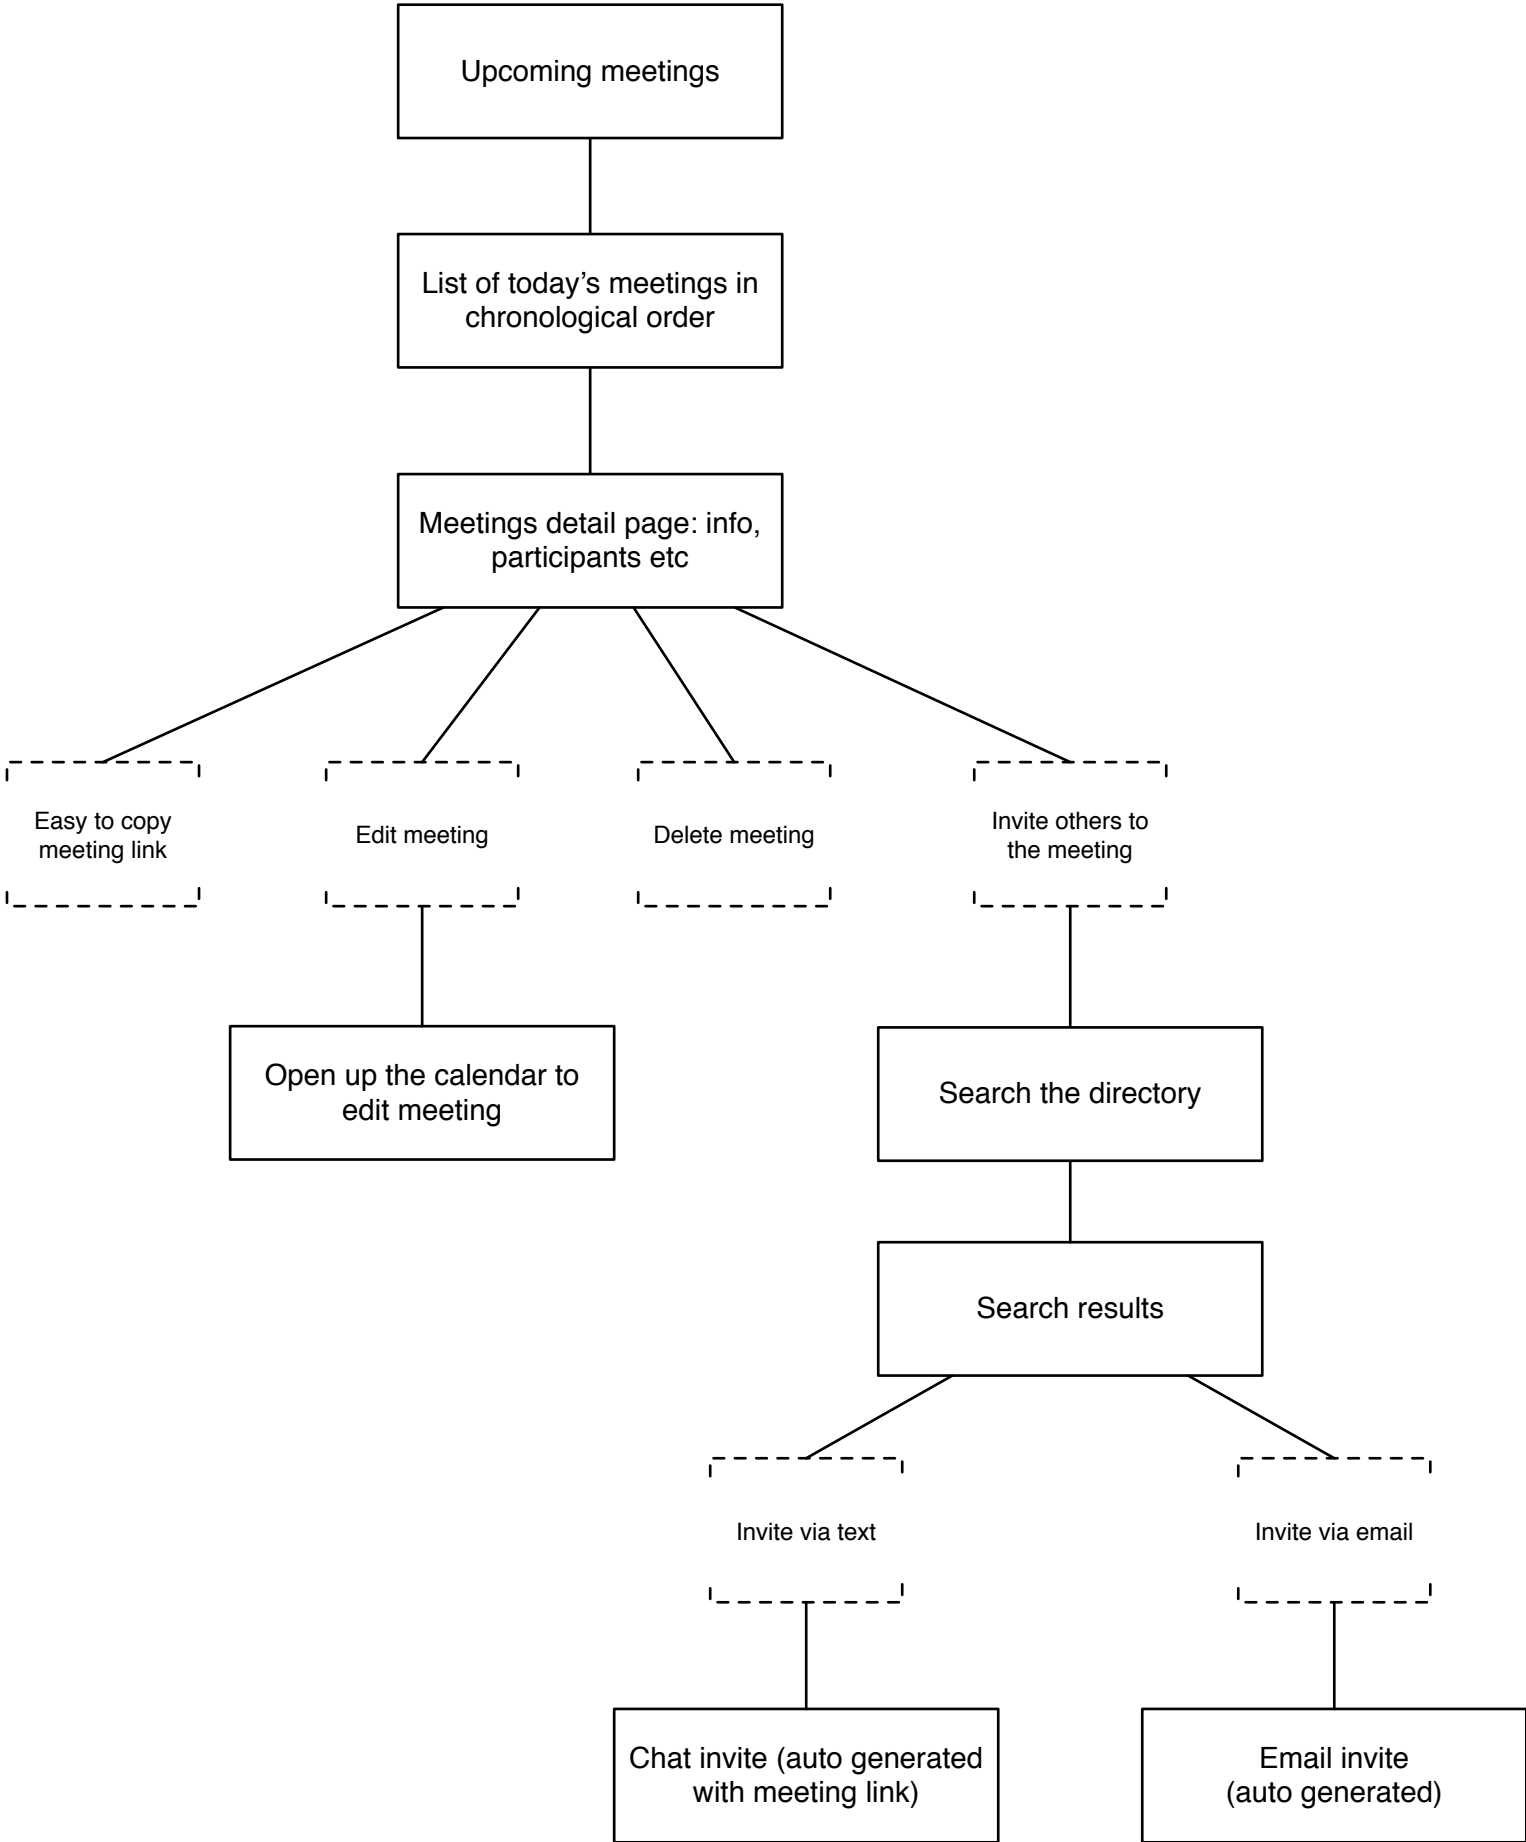 Upcoming meetings
List of today’s meetings in
chronological order
Meetings detail page: info,
participants etc
Easy to copy
meeting link
Edit meeting
Delete meeting
Invite others to
the meeting
Open up the calendar to
edit meeting
Search the directory
Search results
Invite via text
Invite via email
Chat invite (auto generated
with meeting link)
Email invite
(auto generated)